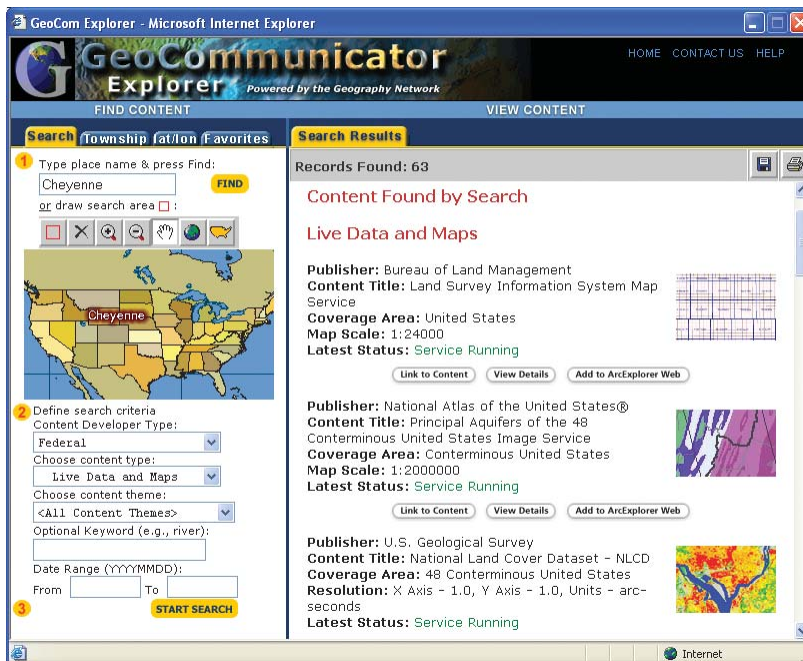 GeoCom Explorer - Microsoft Internet Explorer
GeoCommunicator
Explorer Powered by the Geography Network
HOME CONTACT US HELP
FIND CONTENT
VIEW CONTENT
Search Township lat/lon Favorites
1 Type place name & press Find:
Cheyenne FIND
or draw search area :
Cheyenne
2 Define search criteria
Content Developer Type:
Federal
Choose content type:
Live Data and Maps
Choose content theme:
<All Content Themes>
Optional Keyword (e.g., river):
Date Range (YYYYMMDD):
From To
3 START SEARCH
Search Results
Records Found: 63
Content Found by Search
Live Data and Maps
Publisher: Bureau of Land Management
Content Title: Land Survey Information System Map
Service
Coverage Area: United States
Map Scale: 1:24000
Latest Status: Service Running
Link to Content View Details Add to ArcExplorer Web
Publisher: National Atlas of the United States®
Content Title: Principal Aquifers of the 48
Conterminous United States Image Service
Coverage Area: Conterminous United States
Map Scale: 1:2000000
Latest Status: Service Running
Link to Content View Details Add to ArcExplorer Web
Publisher: U.S. Geological Survey
Content Title: National Land Cover Dataset - NLCD
Coverage Area: 48 Conterminous United States
Resolution: X Axis - 1.0, Y Axis - 1.0, Units - arc-
seconds
Latest Status: Service Running
Internet